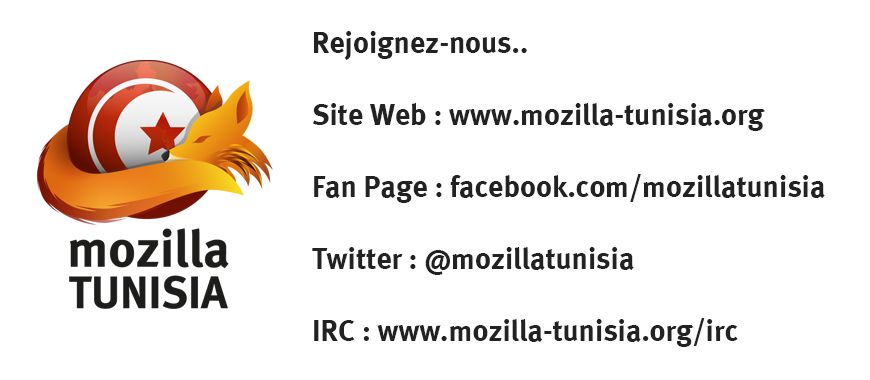 Rejoignez-nous..
Site Web : www.mozilla-tunisia.org
Fan Page : facebook.com/mozillatunisia
Twitter : @mozillatunisia
IRC : www.mozilla-tunisia.org/irc
mozilla
TUNISIA